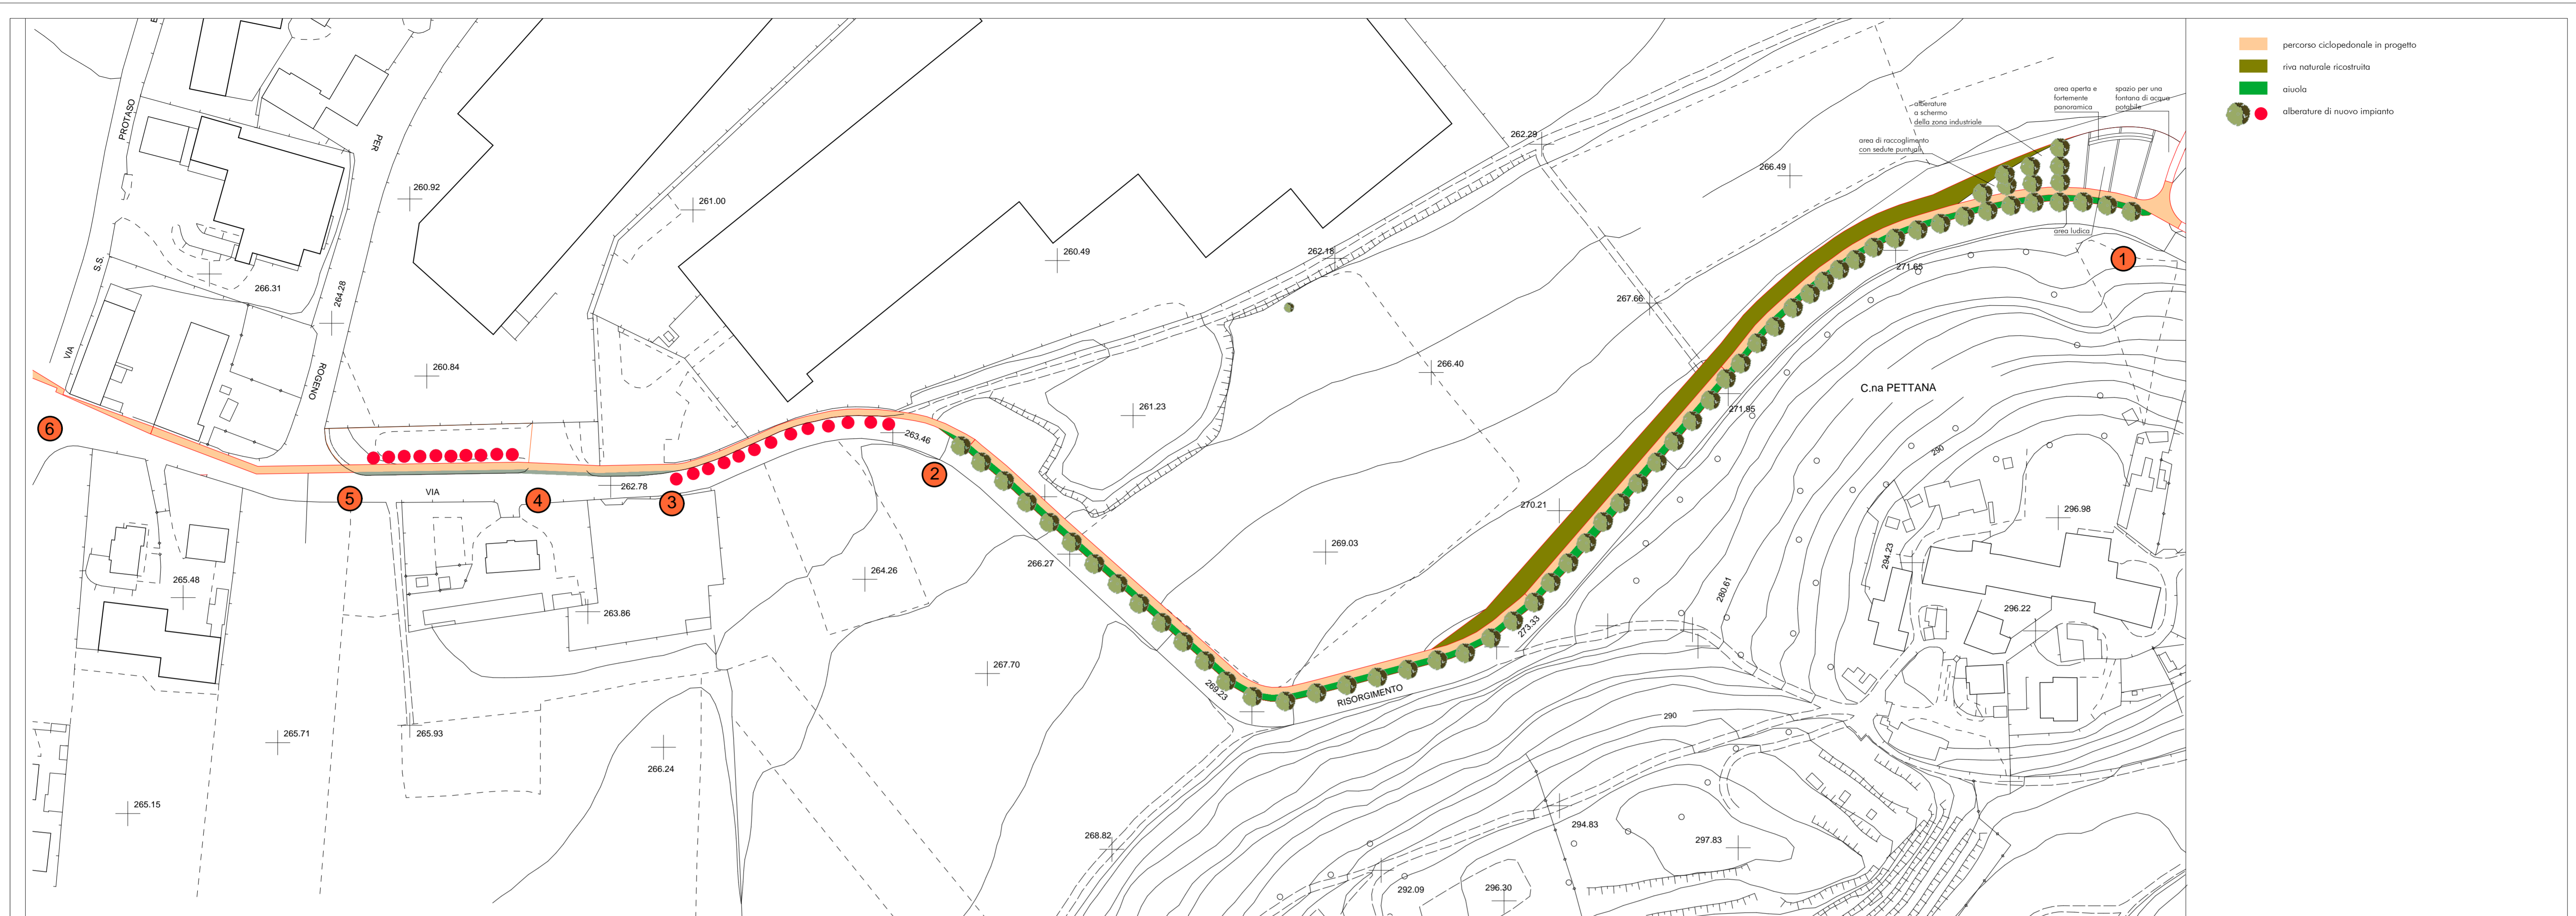 percorso ciclopedonale in progetto
riva naturale ricostruita
aiuola
alberature di nuovo impianto
area aperta e
fortemente
panoramica
spazio per una
fontana di acqua
potabile
alberature
a schermo
della zona industriale
area di raccoglimento
con sedute puntuali
area ludica
PROTASO
S.S.
VIA
PER
ROGENO
VIA
RISORGIMENTO
C.na PETTANA
260.92
261.00
260.49
262.29
266.49
262.18
266.31
264.28
267.66
271.65
260.84
266.40
261.23
271.95
263.46
262.78
290
270.21
269.03
296.98
294.23
266.27
264.26
265.48
263.86
280.61
296.22
273.33
267.70
269.23
290
265.71
265.93
266.24
265.15
268.82
294.83
297.83
292.09
296.30
1
2
3
4
5
6